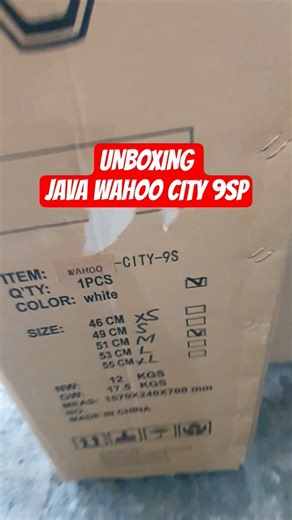 UNBOXING
JAVA WAHOO CITY 9SP
ITEM: WAHOO -CITY-9S
Q'TY: 1PCS
COLOR: white
SIZE: 46 CM XS
49 CM S
51 CM M
53 CM L
55 CM XL
NW: 12 KGS
GW: 17.5 KGS
MEAS: 1570X240X700 mm
NO:
MADE IN CHINA